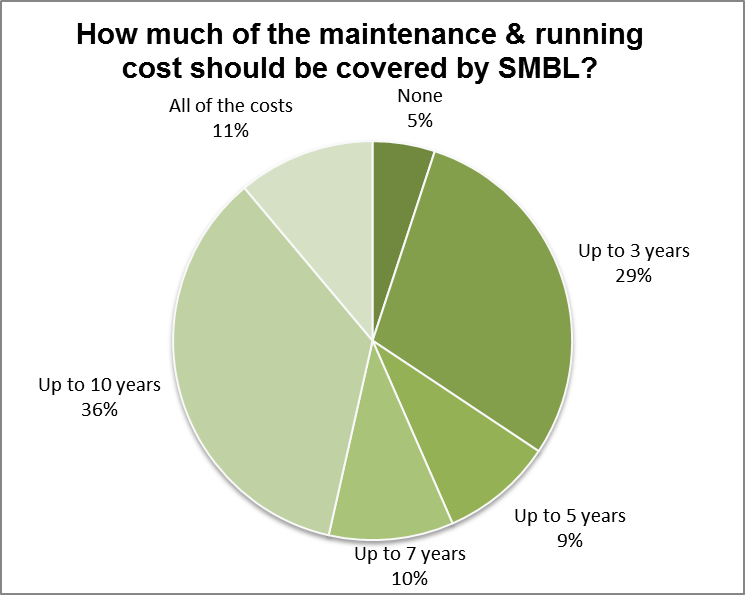 How much of the maintenance & running
cost should be covered by SMBL?
None
5%
All of the costs
11%
Up to 3 years
29%
Up to 10 years
36%
Up to 5 years
9%
Up to 7 years
10%